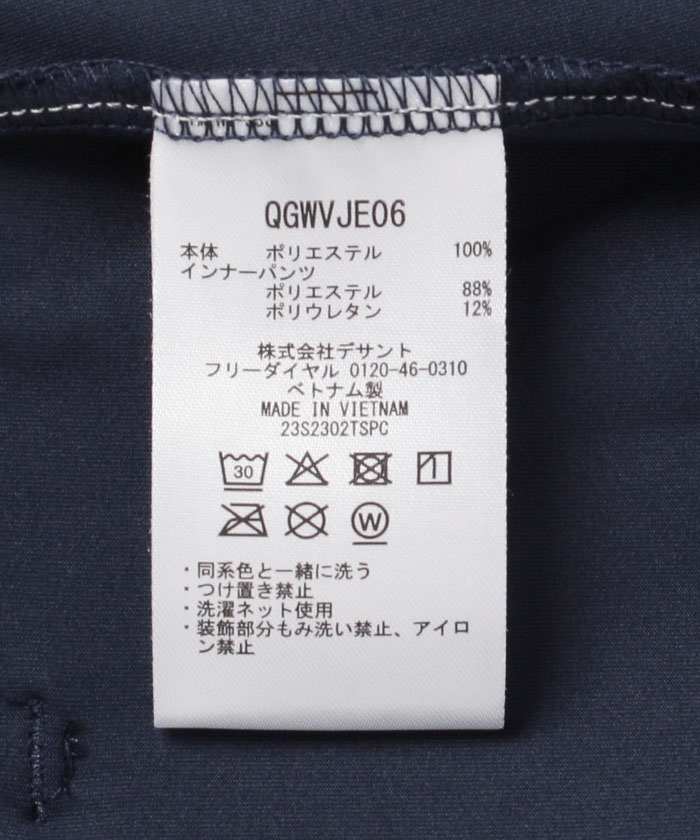 QGWVJE06
本体 ポリエステル 100%
インナーパンツ
ポリエステル 88%
ポリウレタン 12%
株式会社デサント
フリーダイヤル 0120-46-0310
ベトナム製
MADE IN VIETNAM
23S2302TSPC
30
W
・同系色と一緒に洗う
・つけ置き禁止
・洗濯ネット使用
・装飾部分もみ洗い禁止、アイロ
ン禁止